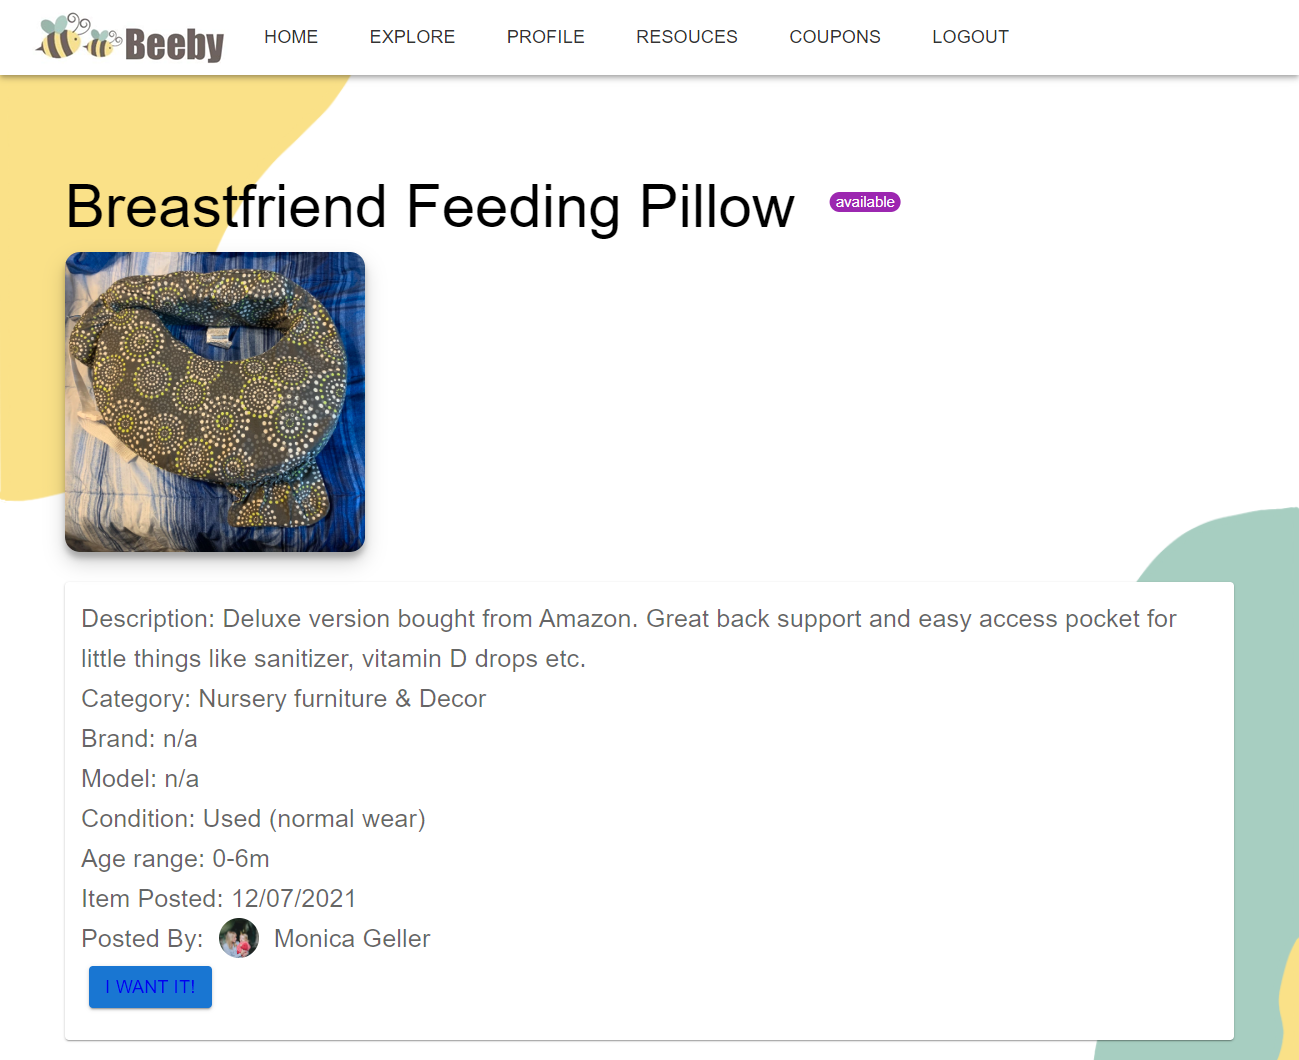 Beeby
HOME
EXPLORE
PROFILE
RESOUCES
COUPONS
LOGOUT
Breastfriend Feeding Pillow
available
Description: Deluxe version bought from Amazon. Great back support and easy access pocket for
little things like sanitizer, vitamin D drops etc.
Category: Nursery furniture & Decor
Brand: n/a
Model: n/a
Condition: Used (normal wear)
Age range: 0-6m
Item Posted: 12/07/2021
Posted By: Monica Geller
I WANT IT!